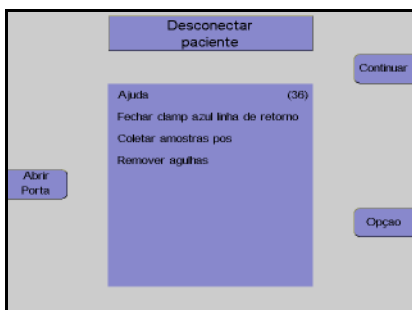 Desconectar
paciente
Continuar
Ajuda (36)
Fechar clamp azul linha de retorno
Coletar amostras pos
Remover agulhas
Abrir
Porta
Opçao